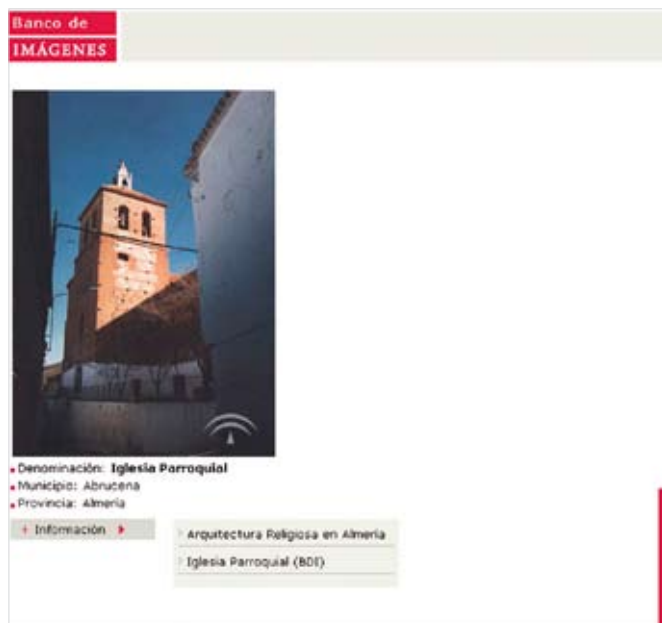 Banco de
IMÁGENES
Denominación: Iglesia Parroquial
Municipio: Abrucena
Provincia: Almería
+ Información
Arquitectura Religiosa en Almería
Iglesia Parroquial (BDI)